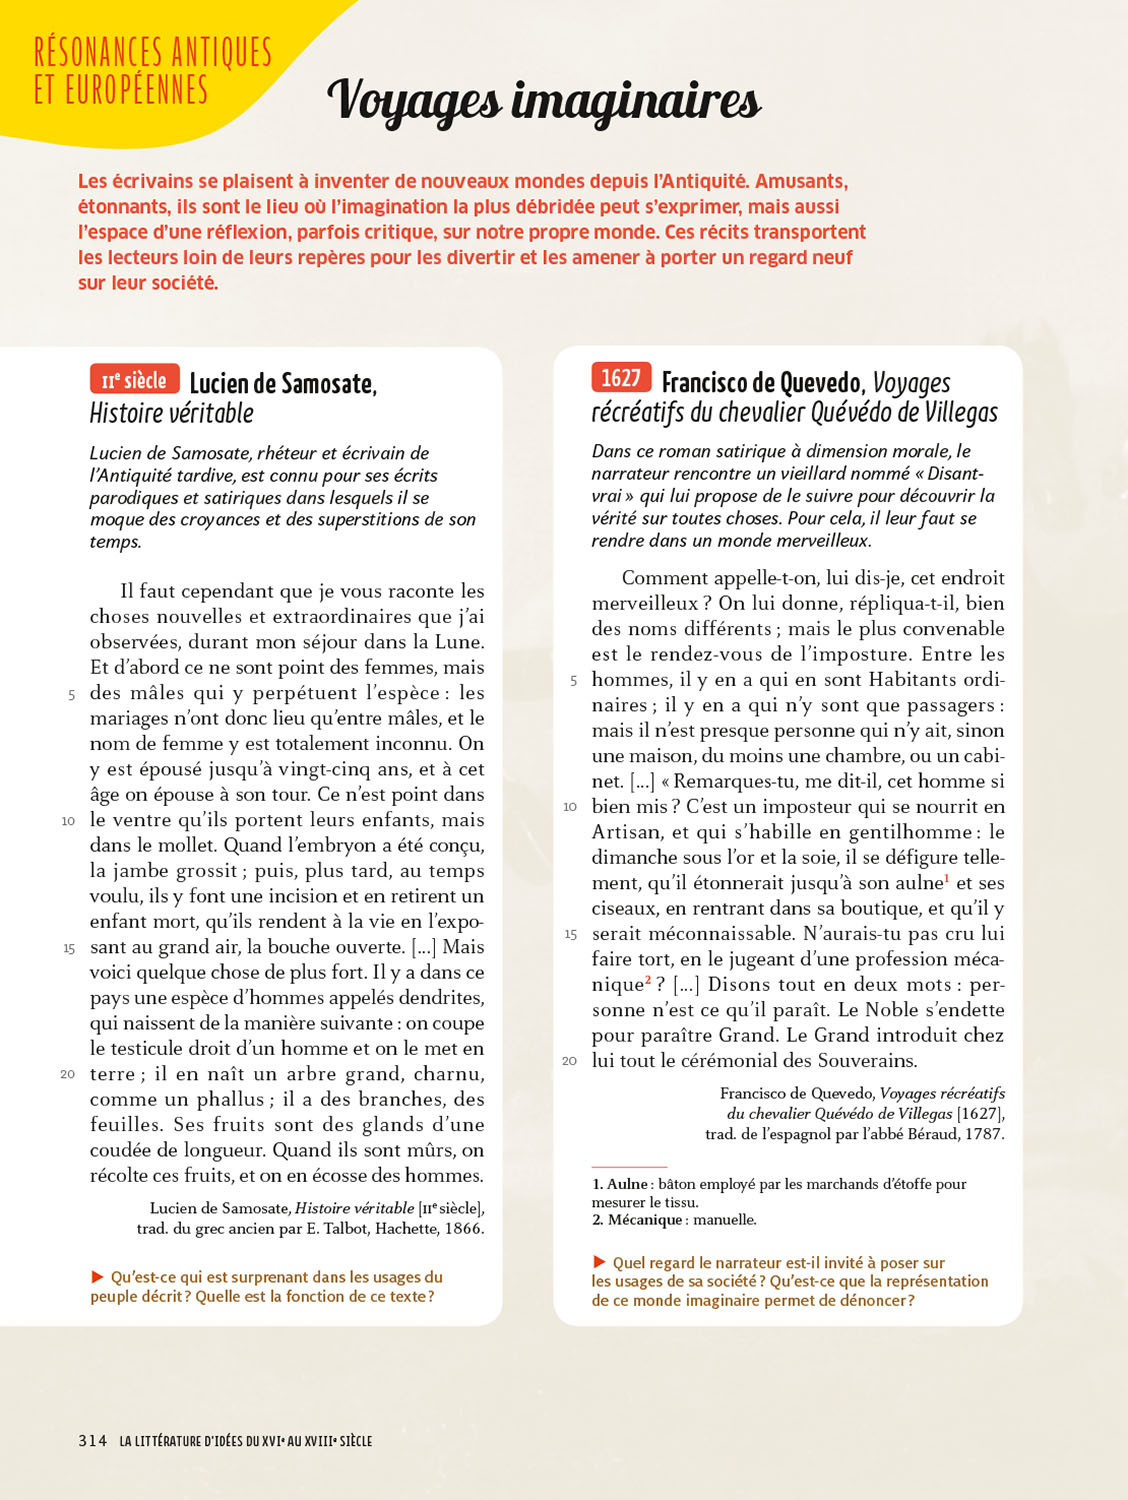 RÉSONANCES ANTIQUES
ET EUROPÉENNES
Voyages imaginaires
Les écrivains se plaisent à inventer de nouveaux mondes depuis l'Antiquité. Amusants,
étonnants, ils sont le lieu où l'imagination la plus débridée peut s'exprimer, mais aussi
l'espace d'une réflexion, parfois critique, sur notre propre monde. Ces récits transportent
les lecteurs loin de leurs repères pour les divertir et les amener à porter un regard neuf
sur leur société.
IIe siècle Lucien de Samosate,
Histoire véritable
Lucien de Samosate, rhéteur et écrivain de
l'Antiquité tardive, est connu pour ses écrits
parodiques et satiriques dans lesquels il se
moque des croyances et des superstitions de son
temps.
Il faut cependant que je vous raconte les
choses nouvelles et extraordinaires que j'ai
observées, durant mon séjour dans la Lune.
Et d'abord ce ne sont point des femmes, mais
5 des mâles qui y perpétuent l'espèce : les
mariages n'ont donc lieu qu'entre mâles, et le
nom de femme y est totalement inconnu. On
y est épousé jusqu'à vingt-cinq ans, et à cet
âge on épouse à son tour. Ce n'est point dans
10 le ventre qu'ils portent leurs enfants, mais
dans le mollet. Quand l'embryon a été conçu,
la jambe grossit ; puis, plus tard, au temps
voulu, ils y font une incision et en retirent un
enfant mort, qu'ils rendent à la vie en l'expo-
15 sant au grand air, la bouche ouverte. [...] Mais
voici quelque chose de plus fort. Il y a dans ce
pays une espèce d'hommes appelés dendrites,
qui naissent de la manière suivante : on coupe
le testicule droit d'un homme et on le met en
20 terre ; il en naît un arbre grand, charnu,
comme un phallus ; il a des branches, des
feuilles. Ses fruits sont des glands d'une
coudée de longueur. Quand ils sont mûrs, on
récolte ces fruits, et on en écosse des hommes.
Lucien de Samosate, Histoire véritable [IIe siècle],
trad. du grec ancien par E. Talbot, Hachette, 1866.
▶ Qu'est-ce qui est surprenant dans les usages du
peuple décrit ? Quelle est la fonction de ce texte ?
1627 Francisco de Quevedo, Voyages
récréatifs du chevalier Quévédo de Villegas
Dans ce roman satirique à dimension morale, le
narrateur rencontre un vieillard nommé « Disant-
vrai » qui lui propose de le suivre pour découvrir la
vérité sur toutes choses. Pour cela, il leur faut se
rendre dans un monde merveilleux.
Comment appelle-t-on, lui dis-je, cet endroit
merveilleux ? On lui donne, répliqua-t-il, bien
des noms différents ; mais le plus convenable
est le rendez-vous de l'imposture. Entre les
5 hommes, il y en a qui en sont Habitants ordi-
naires ; il y en a qui n'y sont que passagers :
mais il n'est presque personne qui n'y ait, sinon
une maison, du moins une chambre, ou un cabi-
net. [...] « Remarques-tu, me dit-il, cet homme si
10 bien mis ? C'est un imposteur qui se nourrit en
Artisan, et qui s'habille en gentilhomme : le
dimanche sous l'or et la soie, il se défigure telle-
ment, qu'il étonnerait jusqu'à son aulne1 et ses
ciseaux, en rentrant dans sa boutique, et qu'il y
15 serait méconnaissable. N'aurais-tu pas cru lui
faire tort, en le jugeant d'une profession méca-
nique2 ? [...] Disons tout en deux mots : per-
sonne n'est ce qu'il paraît. Le Noble s'endette
pour paraître Grand. Le Grand introduit chez
20 lui tout le cérémonial des Souverains.
Francisco de Quevedo, Voyages récréatifs
du chevalier Quévédo de Villegas [1627],
trad. de l'espagnol par l'abbé Béraud, 1787.
1. Aulne : bâton employé par les marchands d'étoffe pour
mesurer le tissu.
2. Mécanique : manuelle.
▶ Quel regard le narrateur est-il invité à poser sur
les usages de sa société ? Qu'est-ce que la représentation
de ce monde imaginaire permet de dénoncer ?
314 LA LITTÉRATURE D'IDÉES DU XVIe AU XVIIIe SIÈCLE